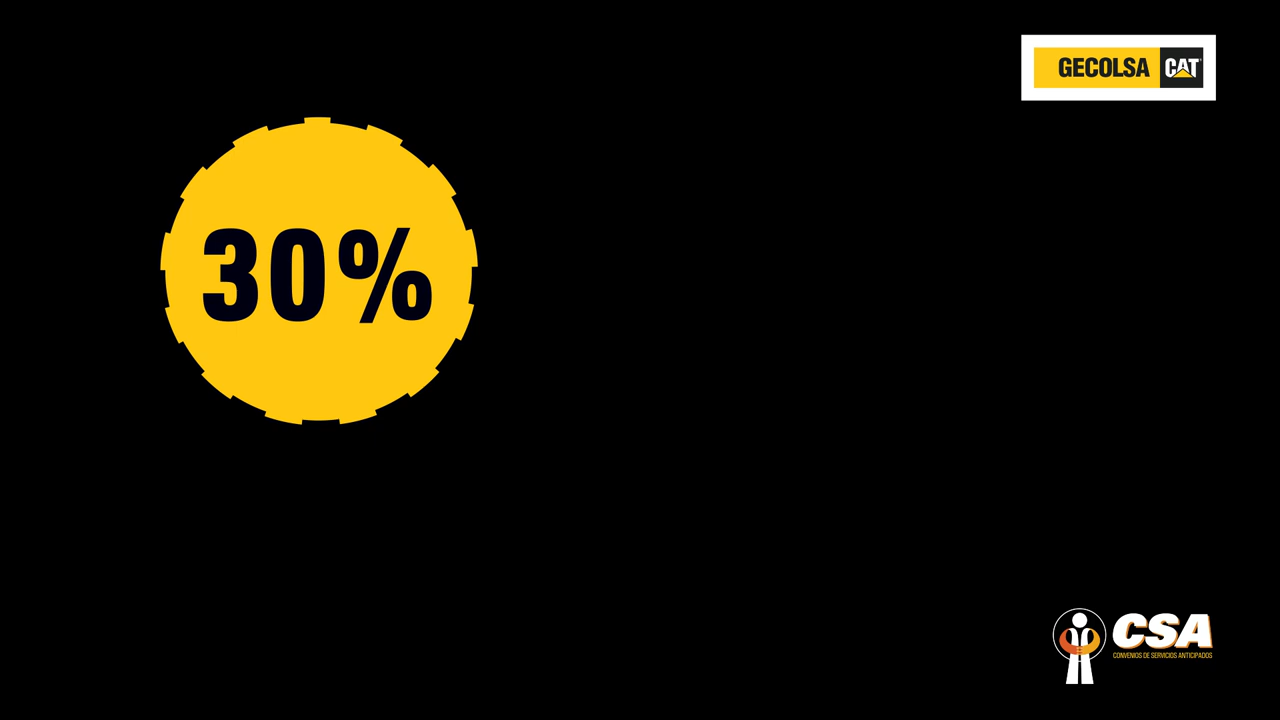 GECOLSA CAT
30%
CSA
CONVENIOS DE SERVICIOS ANTICIPADOS